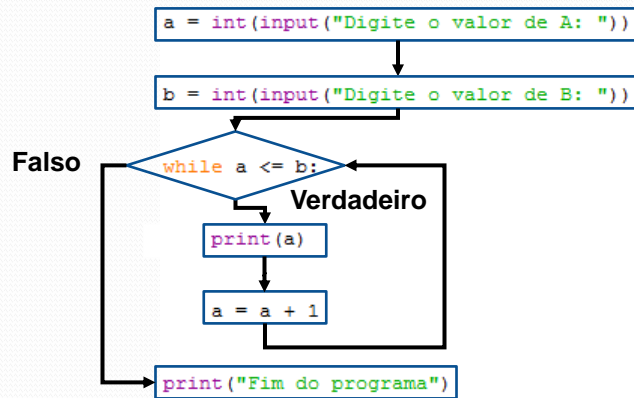 a = int(input("Digite o valor de A: "))
b = int(input("Digite o valor de B: "))
Falso
while a <= b:
Verdadeiro
print(a)
a = a + 1
print("Fim do programa")